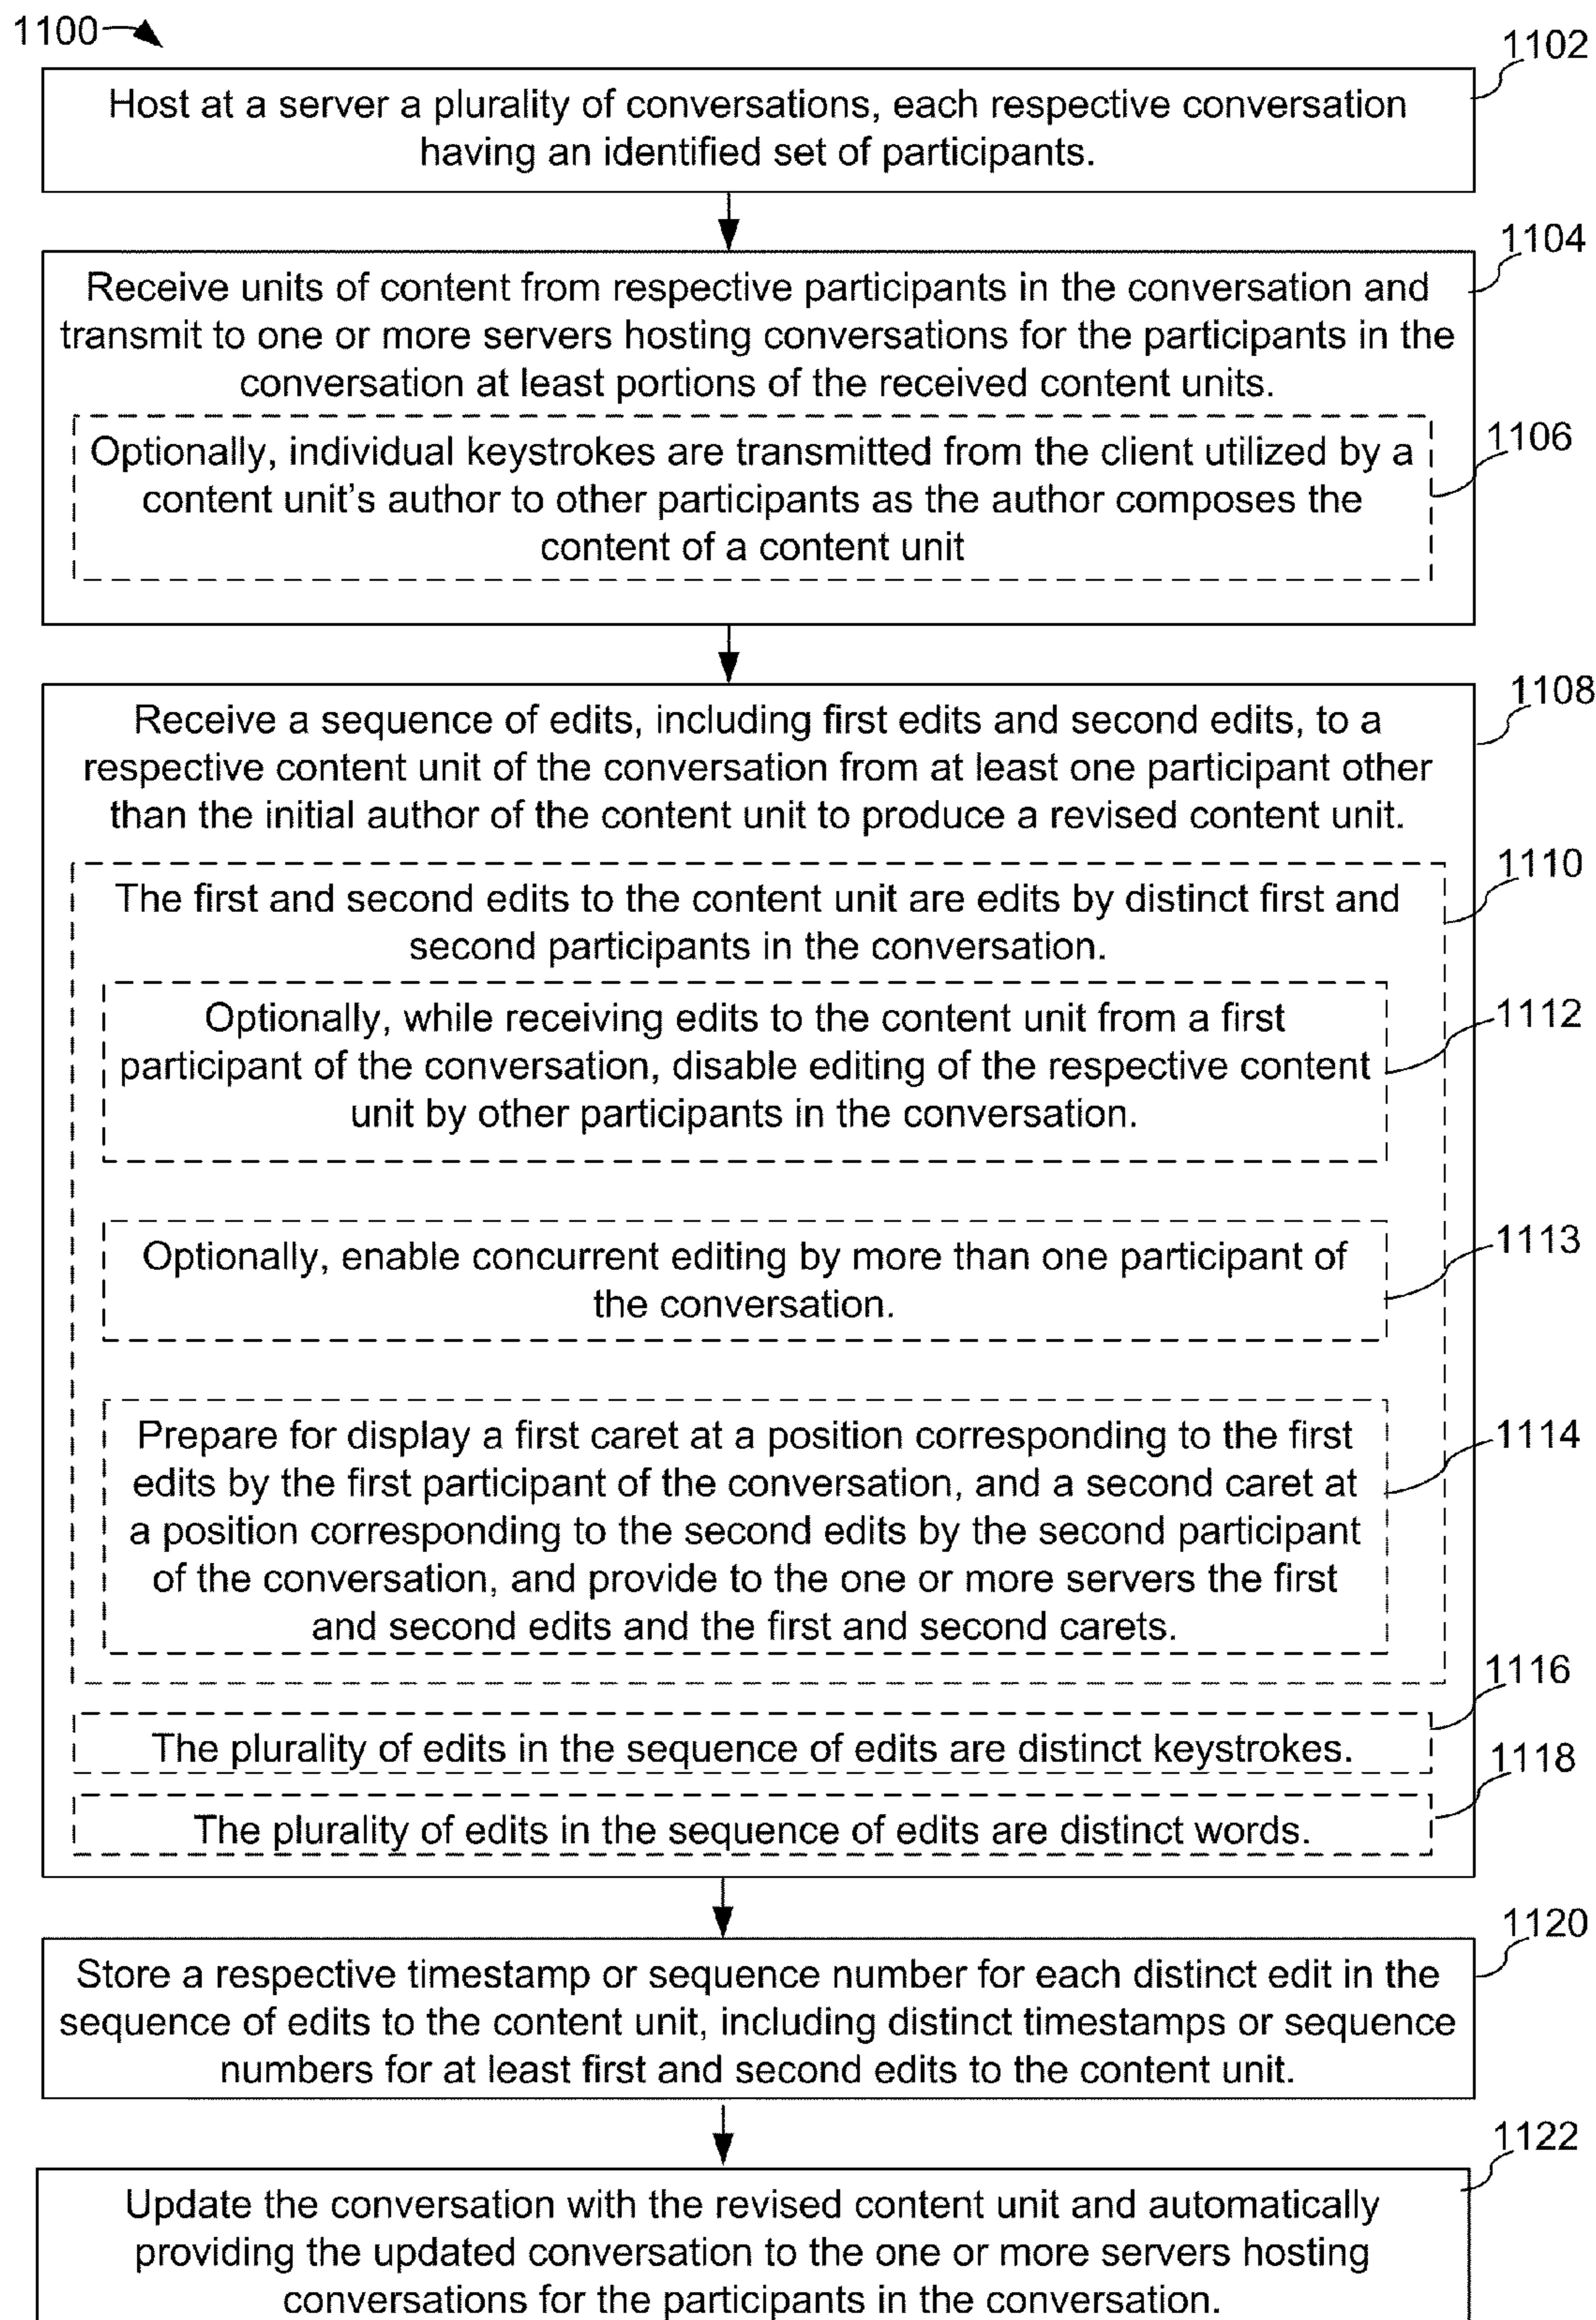 1100
1102
Host at a server a plurality of conversations, each respective conversation
having an identified set of participants.
1104
Receive units of content from respective participants in the conversation and
transmit to one or more servers hosting conversations for the participants in the
conversation at least portions of the received content units.
1106
Optionally, individual keystrokes are transmitted from the client utilized by a
content unit's author to other participants as the author composes the
content of a content unit
1108
Receive a sequence of edits, including first edits and second edits, to a
respective content unit of the conversation from at least one participant other
than the initial author of the content unit to produce a revised content unit.
1110
The first and second edits to the content unit are edits by distinct first and
second participants in the conversation.
1112
Optionally, while receiving edits to the content unit from a first
participant of the conversation, disable editing of the respective content
unit by other participants in the conversation.
1113
Optionally, enable concurrent editing by more than one participant of
the conversation.
1114
Prepare for display a first caret at a position corresponding to the first
edits by the first participant of the conversation, and a second caret at
a position corresponding to the second edits by the second participant
of the conversation, and provide to the one or more servers the first
and second edits and the first and second carets.
1116
The plurality of edits in the sequence of edits are distinct keystrokes.
1118
The plurality of edits in the sequence of edits are distinct words.
1120
Store a respective timestamp or sequence number for each distinct edit in the
sequence of edits to the content unit, including distinct timestamps or sequence
numbers for at least first and second edits to the content unit.
1122
Update the conversation with the revised content unit and automatically
providing the updated conversation to the one or more servers hosting
conversations for the participants in the conversation.